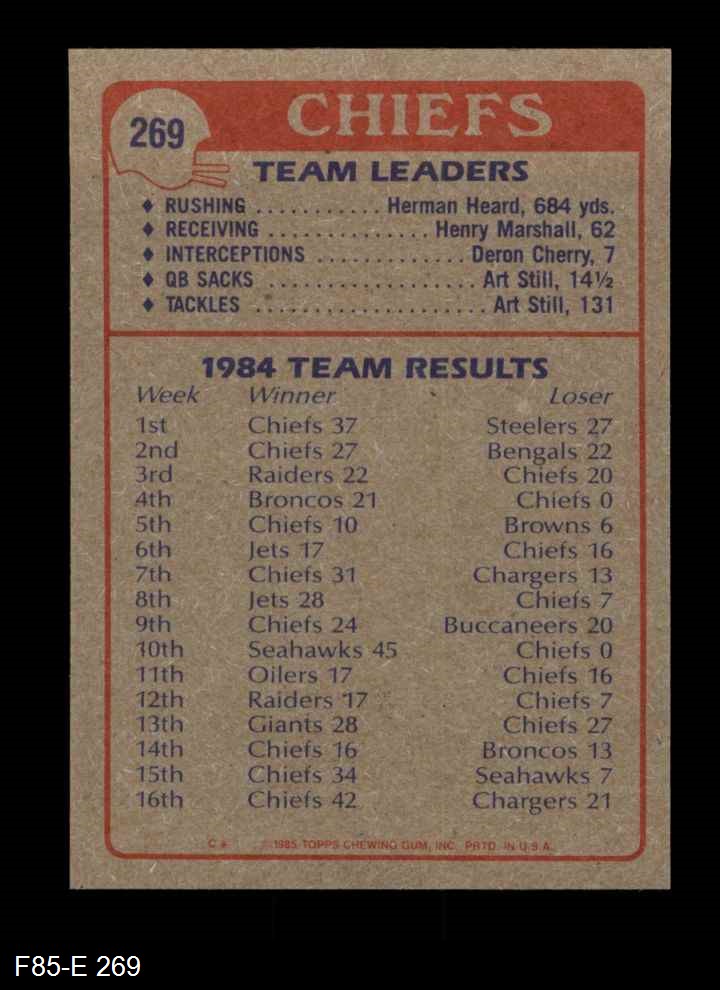 269
CHIEFS
TEAM LEADERS
♦ RUSHING ........... Herman Heard, 684 yds.
♦ RECEIVING .............. Henry Marshall, 62
♦ INTERCEPTIONS ............. Deron Cherry, 7
♦ QB SACKS .................. Art Still, 14½
♦ TACKLES .................... Art Still, 131
1984 TEAM RESULTS
Week Winner Loser
1st Chiefs 37 Steelers 27
2nd Chiefs 27 Bengals 22
3rd Raiders 22 Chiefs 20
4th Broncos 21 Chiefs 0
5th Chiefs 10 Browns 6
6th Jets 17 Chiefs 16
7th Chiefs 31 Chargers 13
8th Jets 28 Chiefs 7
9th Chiefs 24 Buccaneers 20
10th Seahawks 45 Chiefs 0
11th Oilers 17 Chiefs 16
12th Raiders 17 Chiefs 7
13th Giants 28 Chiefs 27
14th Chiefs 16 Broncos 13
15th Chiefs 34 Seahawks 7
16th Chiefs 42 Chargers 21
C * ©1985 TOPPS CHEWING GUM, INC. PRTD. IN U.S.A.
F85-E 269